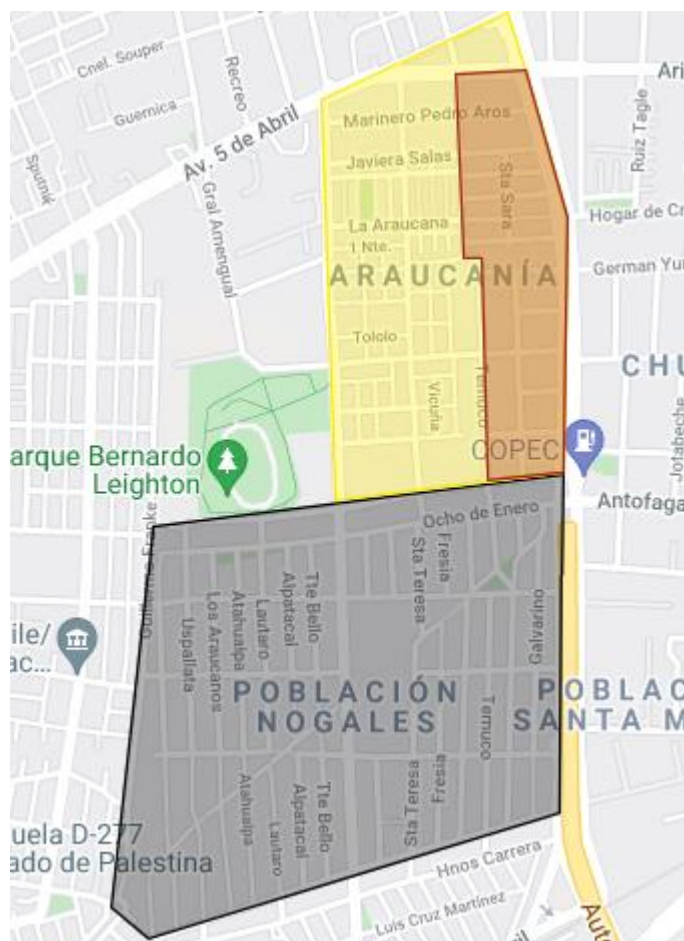 Cnel. Souper
Recreo
Ari
Guernica
Marinero Pedro Aros
Ruiz Tagle
Av. 5 de Abril
Javiera Salas
Sputnik
Sta Sara
Gral Amengual
La Araucana
Hogar de Cr
1 Nte.
ARAUCANÍA
German Yu
Tololo
CHU
Vicuña
Temuco
COPEC
Jotabeche
arque Bernardo
Leighton
Antofaga
Ocho de Enero
Fresia
Sta Teresa
Tte Bello
Alpatacal
Lautaro
Atahualpa
Los Araucanos
Uspallata
Galvarino
ile/
ac...
POBLACIÓN
NOGALES
POBLAC
SANTA M
Temuco
Fresia
Sta Teresa
Tte Bello
Alpatacal
Lautaro
Atahualpa
uela D-277
ado de Palestina
Hnos Carrera
Luis Cruz Martínez
Aut
il